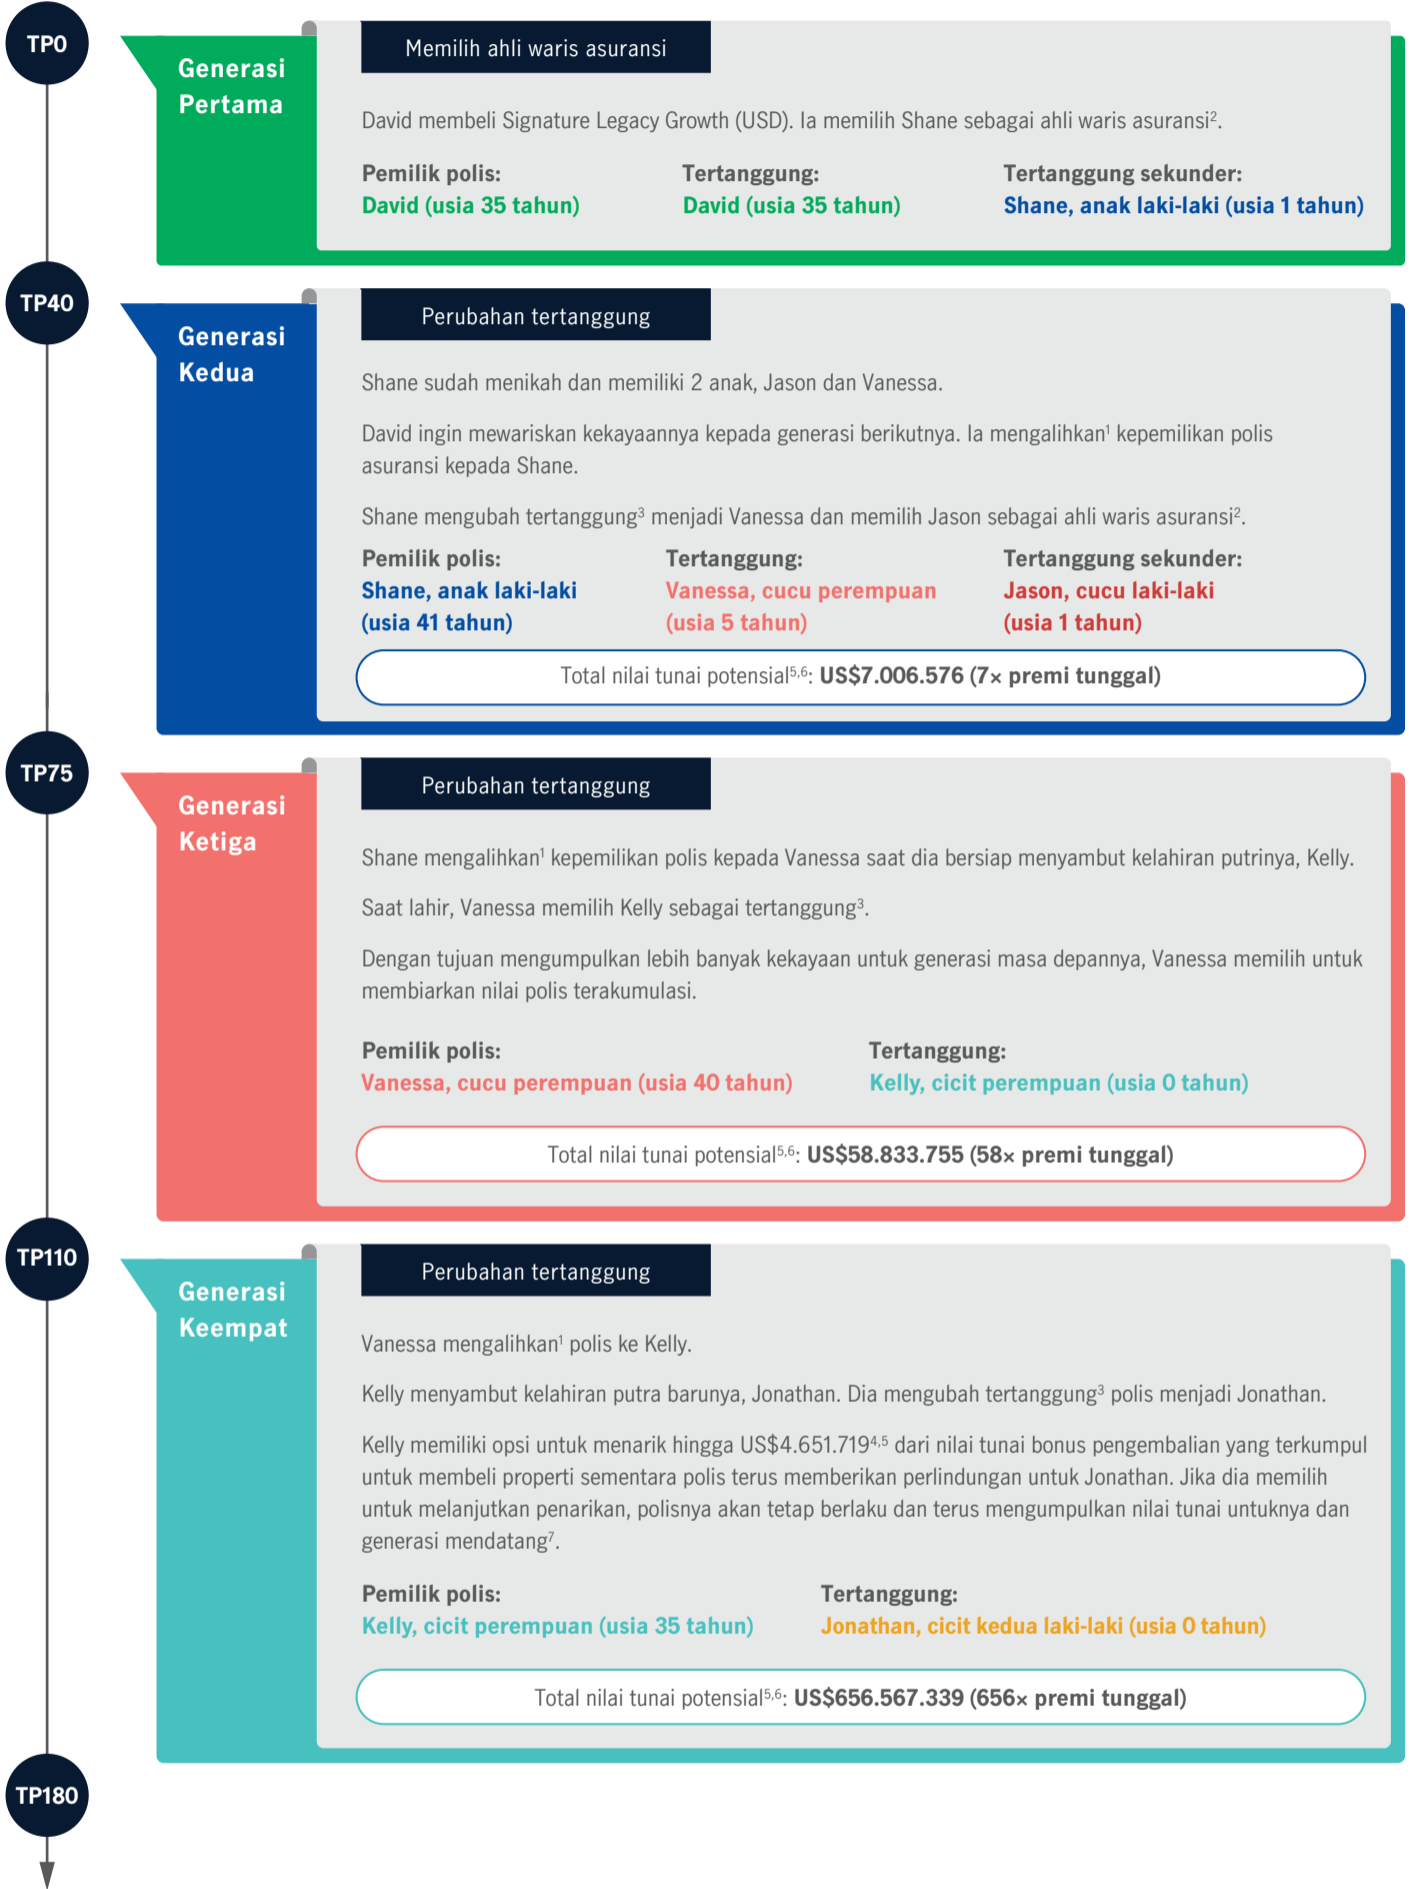 TP0
Generasi
Pertama
Memilih ahli waris asuransi
David membeli Signature Legacy Growth (USD). Ia memilih Shane sebagai ahli waris asuransi².
Pemilik polis:
David (usia 35 tahun)
Tertanggung:
David (usia 35 tahun)
Tertanggung sekunder:
Shane, anak laki-laki (usia 1 tahun)
TP40
Generasi
Kedua
Perubahan tertanggung
Shane sudah menikah dan memiliki 2 anak, Jason dan Vanessa.
David ingin mewariskan kekayaannya kepada generasi berikutnya. Ia mengalihkan¹ kepemilikan polis
asuransi kepada Shane.
Shane mengubah tertanggung³ menjadi Vanessa dan memilih Jason sebagai ahli waris asuransi².
Pemilik polis:
Shane, anak laki-laki
(usia 41 tahun)
Tertanggung:
Vanessa, cucu perempuan
(usia 5 tahun)
Tertanggung sekunder:
Jason, cucu laki-laki
(usia 1 tahun)
Total nilai tunai potensial⁵,⁶: US$7.006.576 (7× premi tunggal)
TP75
Generasi
Ketiga
Perubahan tertanggung
Shane mengalihkan¹ kepemilikan polis kepada Vanessa saat dia bersiap menyambut kelahiran putrinya, Kelly.
Saat lahir, Vanessa memilih Kelly sebagai tertanggung³.
Dengan tujuan mengumpulkan lebih banyak kekayaan untuk generasi masa depannya, Vanessa memilih untuk
membiarkan nilai polis terakumulasi.
Pemilik polis:
Vanessa, cucu perempuan (usia 40 tahun)
Tertanggung:
Kelly, cicit perempuan (usia 0 tahun)
Total nilai tunai potensial⁵,⁶: US$58.833.755 (58× premi tunggal)
TP110
Generasi
Keempat
Perubahan tertanggung
Vanessa mengalihkan¹ polis ke Kelly.
Kelly menyambut kelahiran putra barunya, Jonathan. Dia mengubah tertanggung³ polis menjadi Jonathan.
Kelly memiliki opsi untuk menarik hingga US$4.651.719⁴,⁵ dari nilai tunai bonus pengembalian yang terkumpul
untuk membeli properti sementara polis terus memberikan perlindungan untuk Jonathan. Jika dia memilih
untuk melanjutkan penarikan, polisnya akan tetap berlaku dan terus mengumpulkan nilai tunai untuknya dan
generasi mendatang⁷.
Pemilik polis:
Kelly, cicit perempuan (usia 35 tahun)
Tertanggung:
Jonathan, cicit kedua laki-laki (usia 0 tahun)
Total nilai tunai potensial⁵,⁶: US$656.567.339 (656× premi tunggal)
TP180